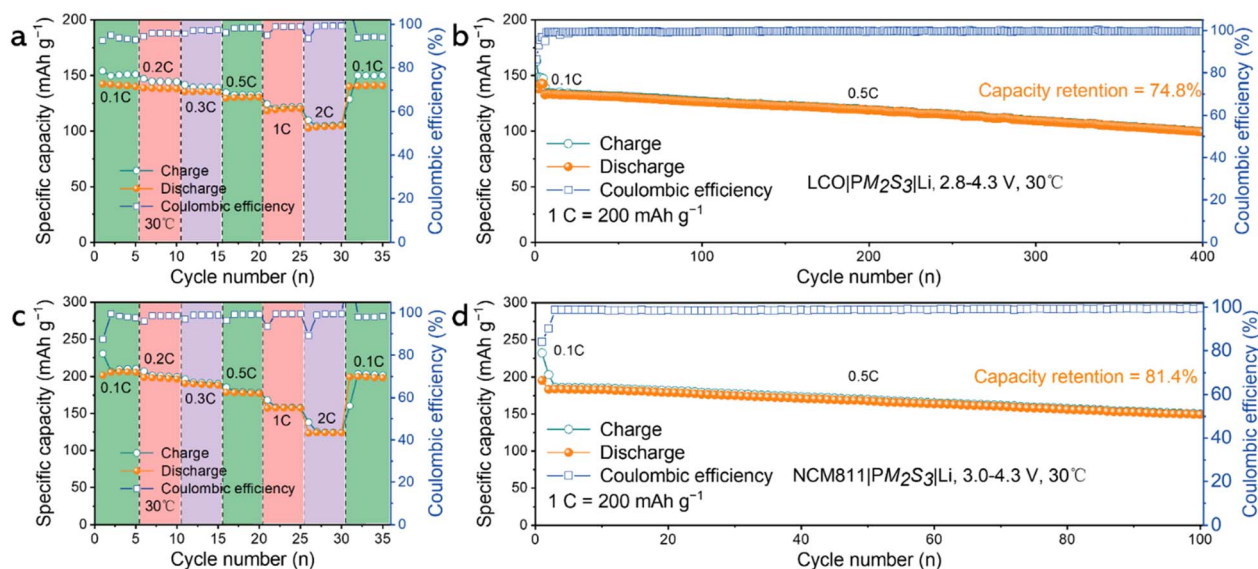 a
Specific capacity (mAh g⁻¹)
200
150
100
50
0
0.1C
0.2C
0.3C
0.5C
1C
2C
0.1C
Charge
Discharge
Coulombic efficiency
30℃
0 5 10 15 20 25 30 35
Cycle number (n)
100
80
60
40
20
0
Coulombic efficiency (%)
b
Specific capacity (mAh g⁻¹)
200
150
100
50
0
0.1C
0.5C
Capacity retention = 74.8%
Charge
Discharge
Coulombic efficiency
LCO|PM2S3|Li, 2.8-4.3 V, 30℃
1 C = 200 mAh g⁻¹
0 100 200 300 400
Cycle number (n)
100
80
60
40
20
0
Coulombic efficiency (%)
c
Specific capacity (mAh g⁻¹)
300
250
200
150
100
50
0
0.1C
0.2C
0.3C
0.5C
1C
2C
0.1C
Charge
Discharge
Coulombic efficiency
30℃
0 5 10 15 20 25 30 35
Cycle number (n)
100
80
60
40
20
0
Coulombic efficiency (%)
d
Specific capacity (mAh g⁻¹)
300
250
200
150
100
50
0
0.1C
0.5C
Capacity retention = 81.4%
Charge
Discharge
Coulombic efficiency
NCM811|PM2S3|Li, 3.0-4.3 V, 30℃
1 C = 200 mAh g⁻¹
0 20 40 60 80 100
Cycle number (n)
100
80
60
40
20
0
Coulombic efficiency (%)